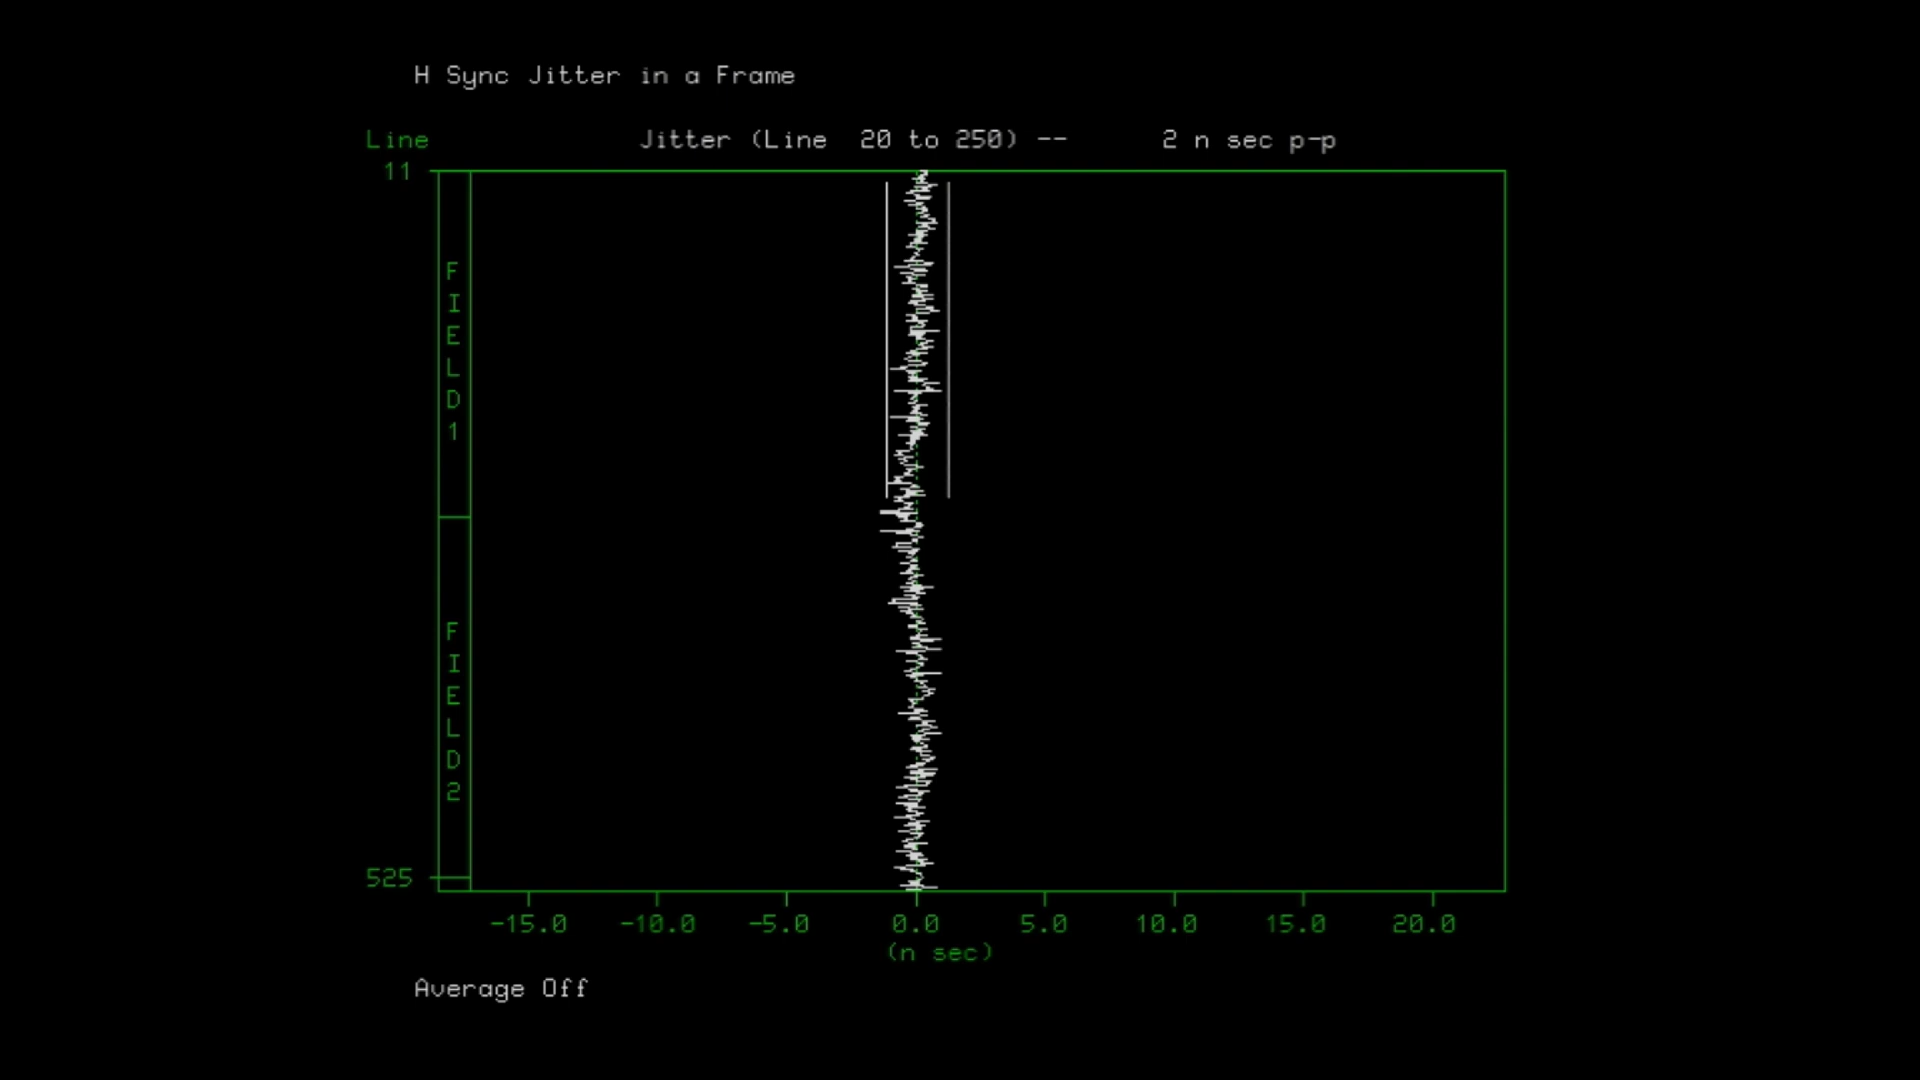 H Sync Jitter in a Frame
Line Jitter (Line 20 to 250) -- 2 n sec p-p
11
F
I
E
L
D
1
F
I
E
L
D
2
525
-15.0 -10.0 -5.0 0.0 5.0 10.0 15.0 20.0
(n sec)
Average Off